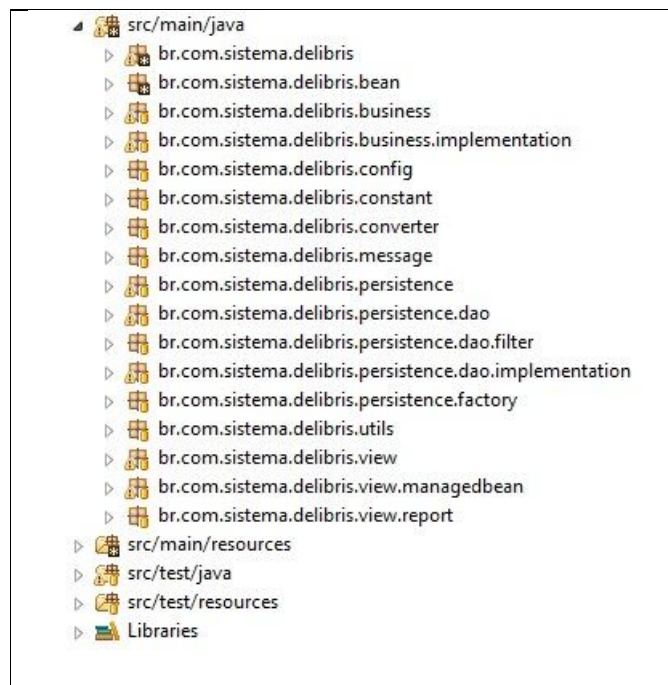 src/main/java
br.com.sistema.delibris
br.com.sistema.delibris.bean
br.com.sistema.delibris.business
br.com.sistema.delibris.business.implementation
br.com.sistema.delibris.config
br.com.sistema.delibris.constant
br.com.sistema.delibris.converter
br.com.sistema.delibris.message
br.com.sistema.delibris.persistence
br.com.sistema.delibris.persistence.dao
br.com.sistema.delibris.persistence.dao.filter
br.com.sistema.delibris.persistence.dao.implementation
br.com.sistema.delibris.persistence.factory
br.com.sistema.delibris.utils
br.com.sistema.delibris.view
br.com.sistema.delibris.view.managedbean
br.com.sistema.delibris.view.report
src/main/resources
src/test/java
src/test/resources
Libraries